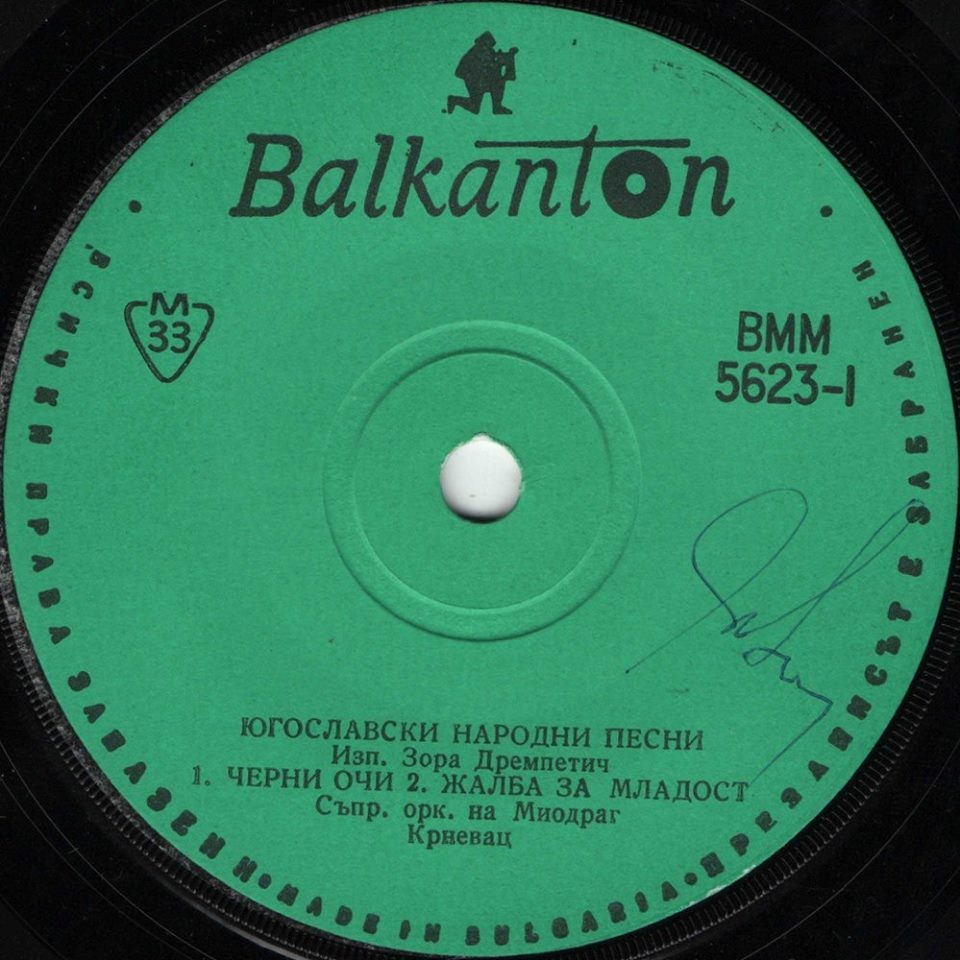 Balkanton
M
33
BMM
5623-I
ЮГОСЛАВСКИ НАРОДНИ ПЕСНИ
Изп. Зора Дремпетич
1. ЧЕРНИ ОЧИ 2. ЖАЛБА ЗА МЛАДОСТ
Съпр. орк. на Миодраг
Крневац
ВСИЧКИ ПРАВА ЗАПАЗЕНИ • MADE IN BULGARIA • ПРЕЗАПИСЪТ Е ЗАБРАНЕН